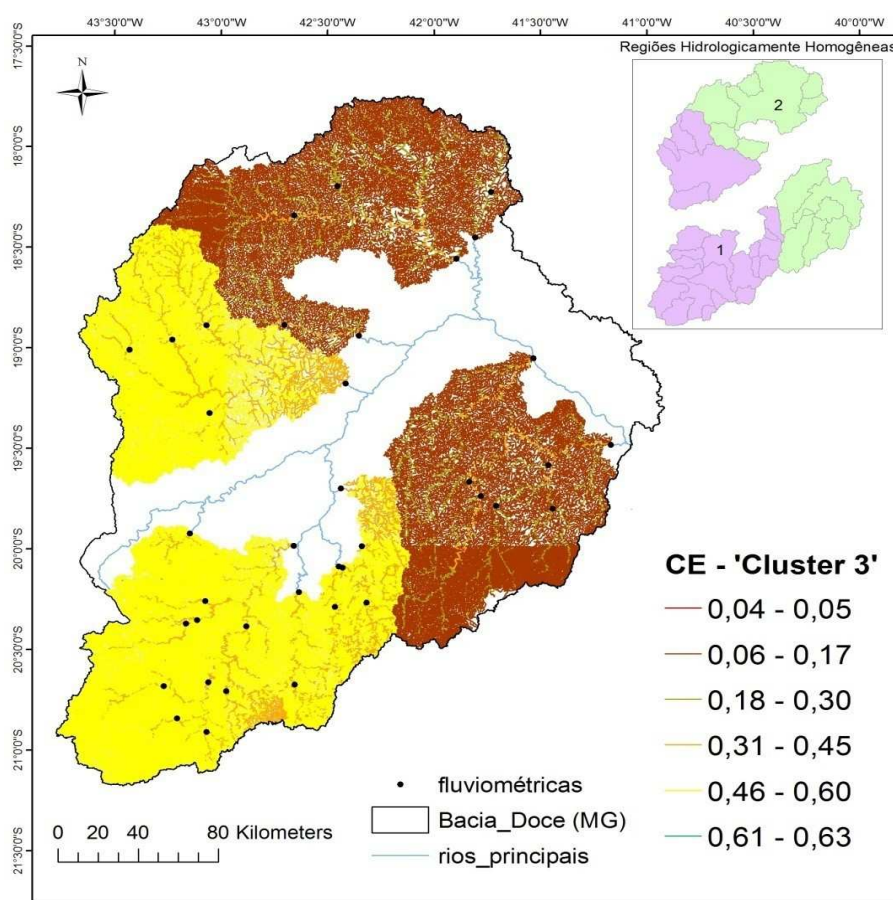 43°30'0"W 43°0'0"W 42°30'0"W 42°0'0"W 41°30'0"W 41°0'0"W 40°30'0"W 40°0'0"W
17°30'0"S
18°0'0"S
18°30'0"S
19°0'0"S
19°30'0"S
20°0'0"S
20°30'0"S
21°0'0"S
21°30'0"S
N
Regiões Hidrologicamente Homogêneas
2
1
CE - 'Cluster 3'
0,04 - 0,05
0,06 - 0,17
0,18 - 0,30
0,31 - 0,45
0,46 - 0,60
0,61 - 0,63
fluviométricas
Bacia_Doce (MG)
rios_principais
0 20 40 80 Kilometers